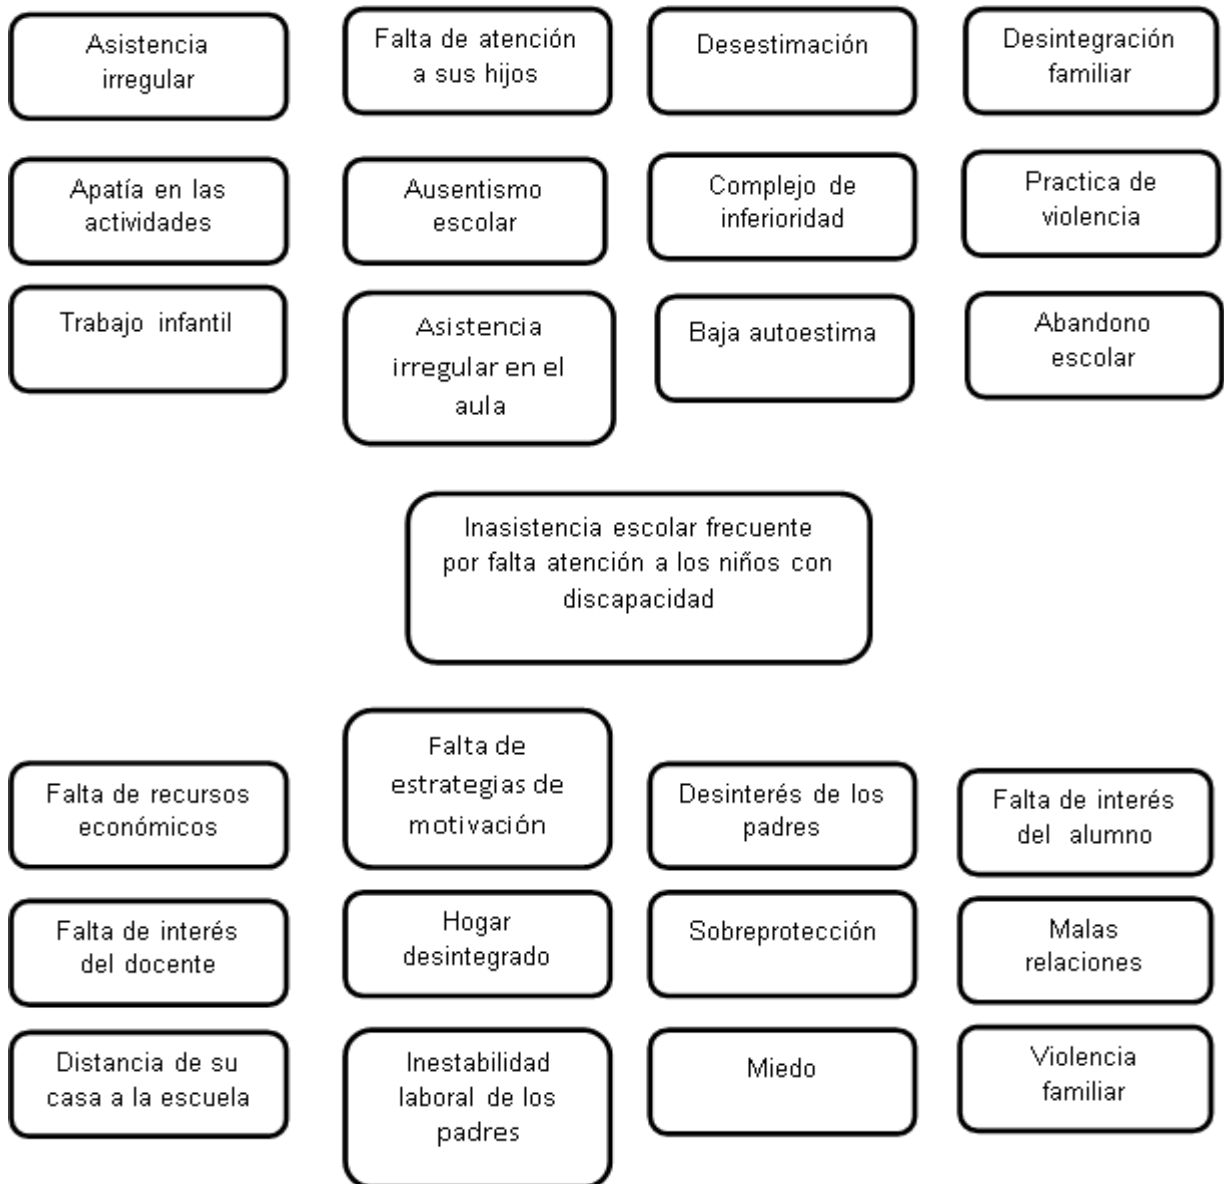 Asistencia
irregular
Falta de atención
a sus hijos
Desestimación
Desintegración
familiar
Apatía en las
actividades
Ausentismo
escolar
Complejo de
inferioridad
Practica de
violencia
Trabajo infantil
Asistencia
irregular en el
aula
Baja autoestima
Abandono
escolar
Inasistencia escolar frecuente
por falta atención a los niños con
discapacidad
Falta de recursos
económicos
Falta de
estrategias de
motivación
Desinterés de los
padres
Falta de interés
del alumno
Falta de interés
del docente
Hogar
desintegrado
Sobreprotección
Malas
relaciones
Distancia de su
casa a la escuela
Inestabilidad
laboral de los
padres
Miedo
Violencia
familiar